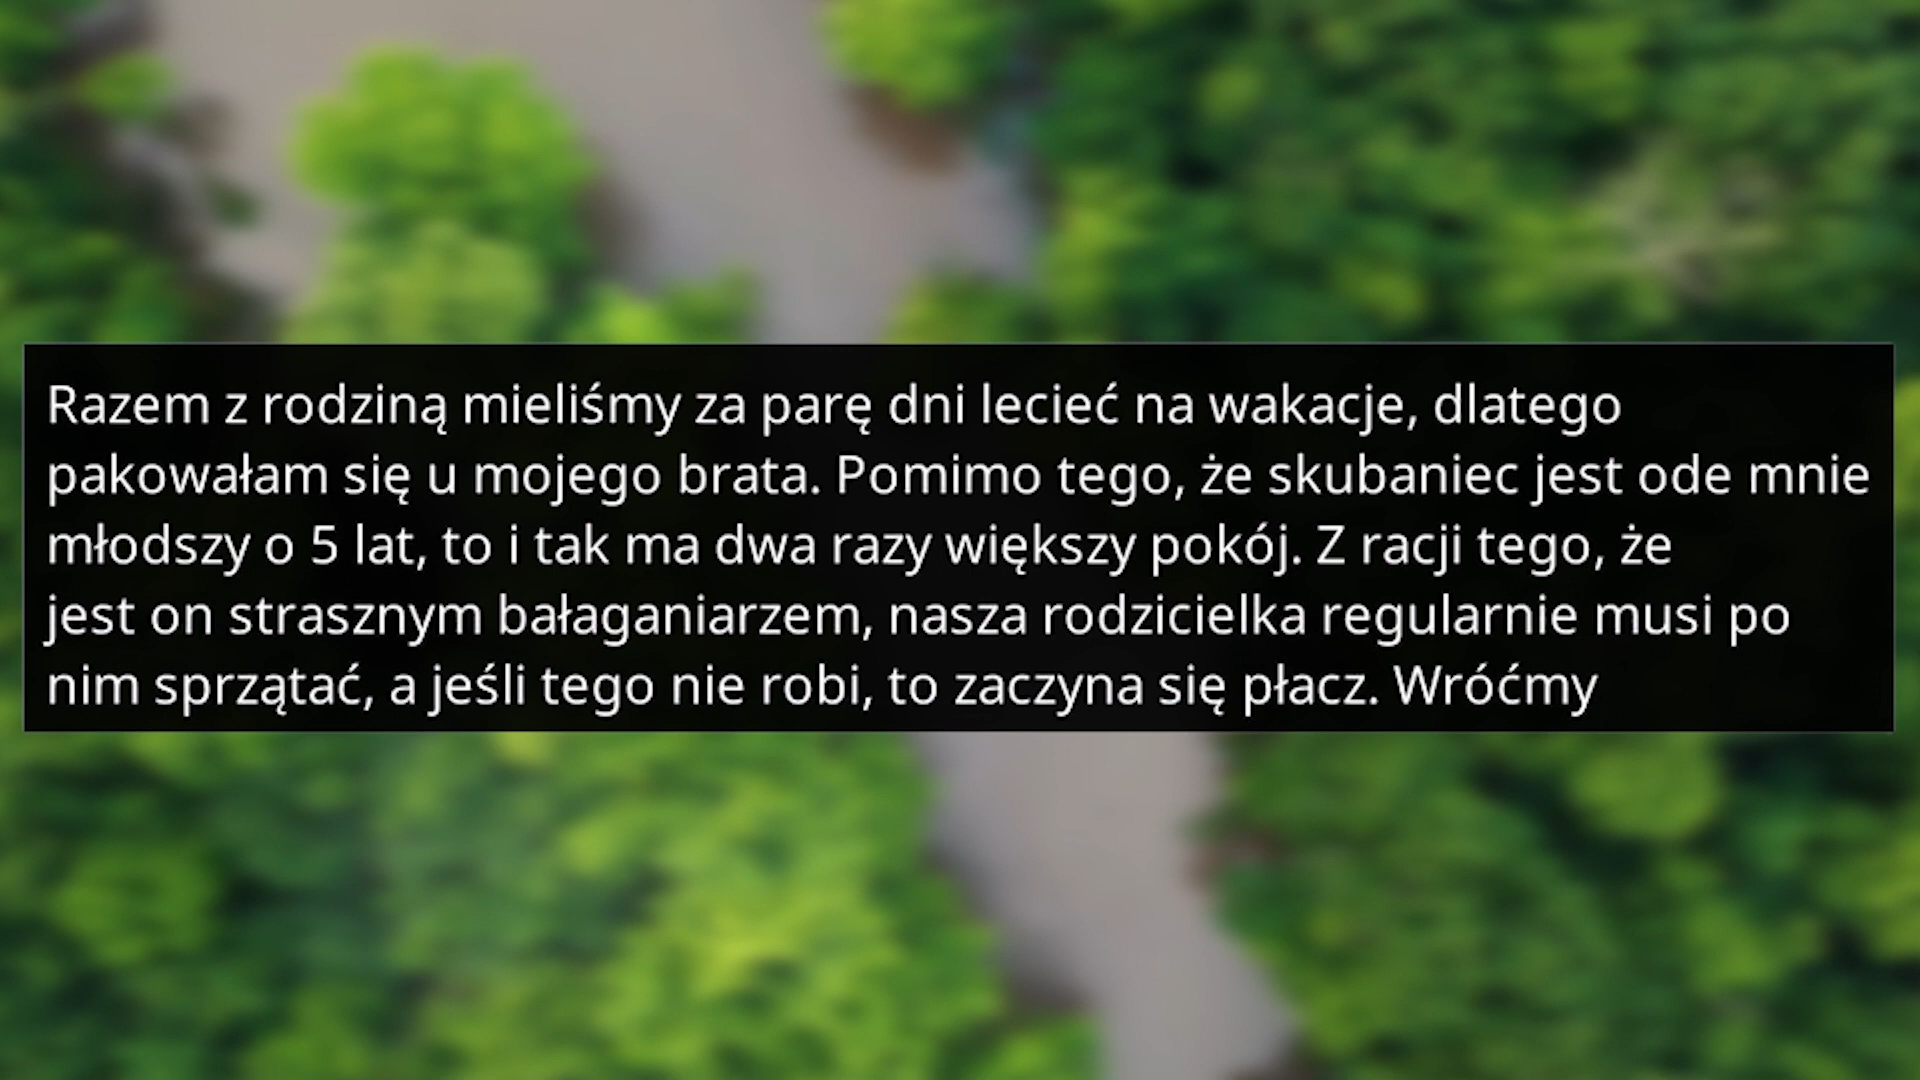 Razem z rodziną mieliśmy za parę dni lecieć na wakacje, dlatego
pakowałam się u mojego brata. Pomimo tego, że skubaniec jest ode mnie
młodszy o 5 lat, to i tak ma dwa razy większy pokój. Z racji tego, że
jest on strasznym bałaganiarzem, nasza rodzicielka regularnie musi po
nim sprzątać, a jeśli tego nie robi, to zaczyna się płacz. Wróćmy